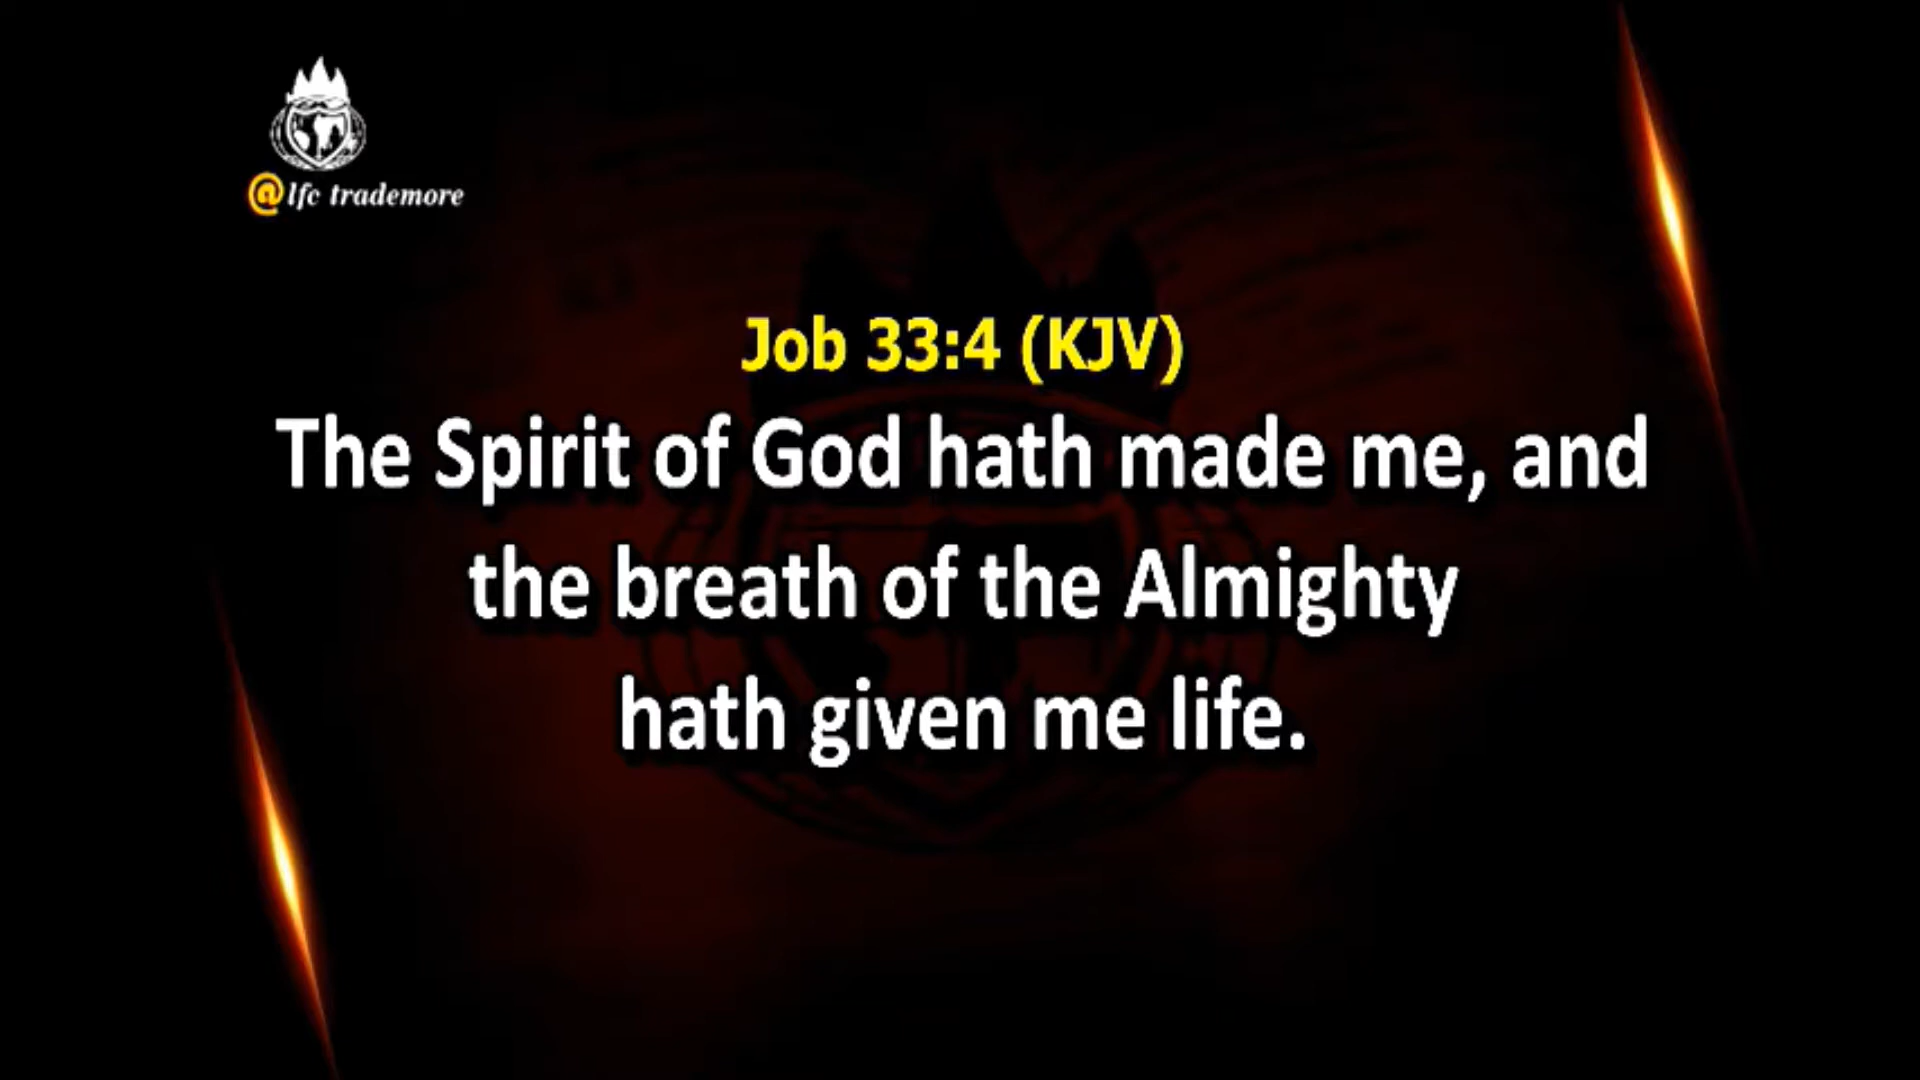 @lfc trademore
Job 33:4 (KJV)
The Spirit of God hath made me, and
the breath of the Almighty
hath given me life.